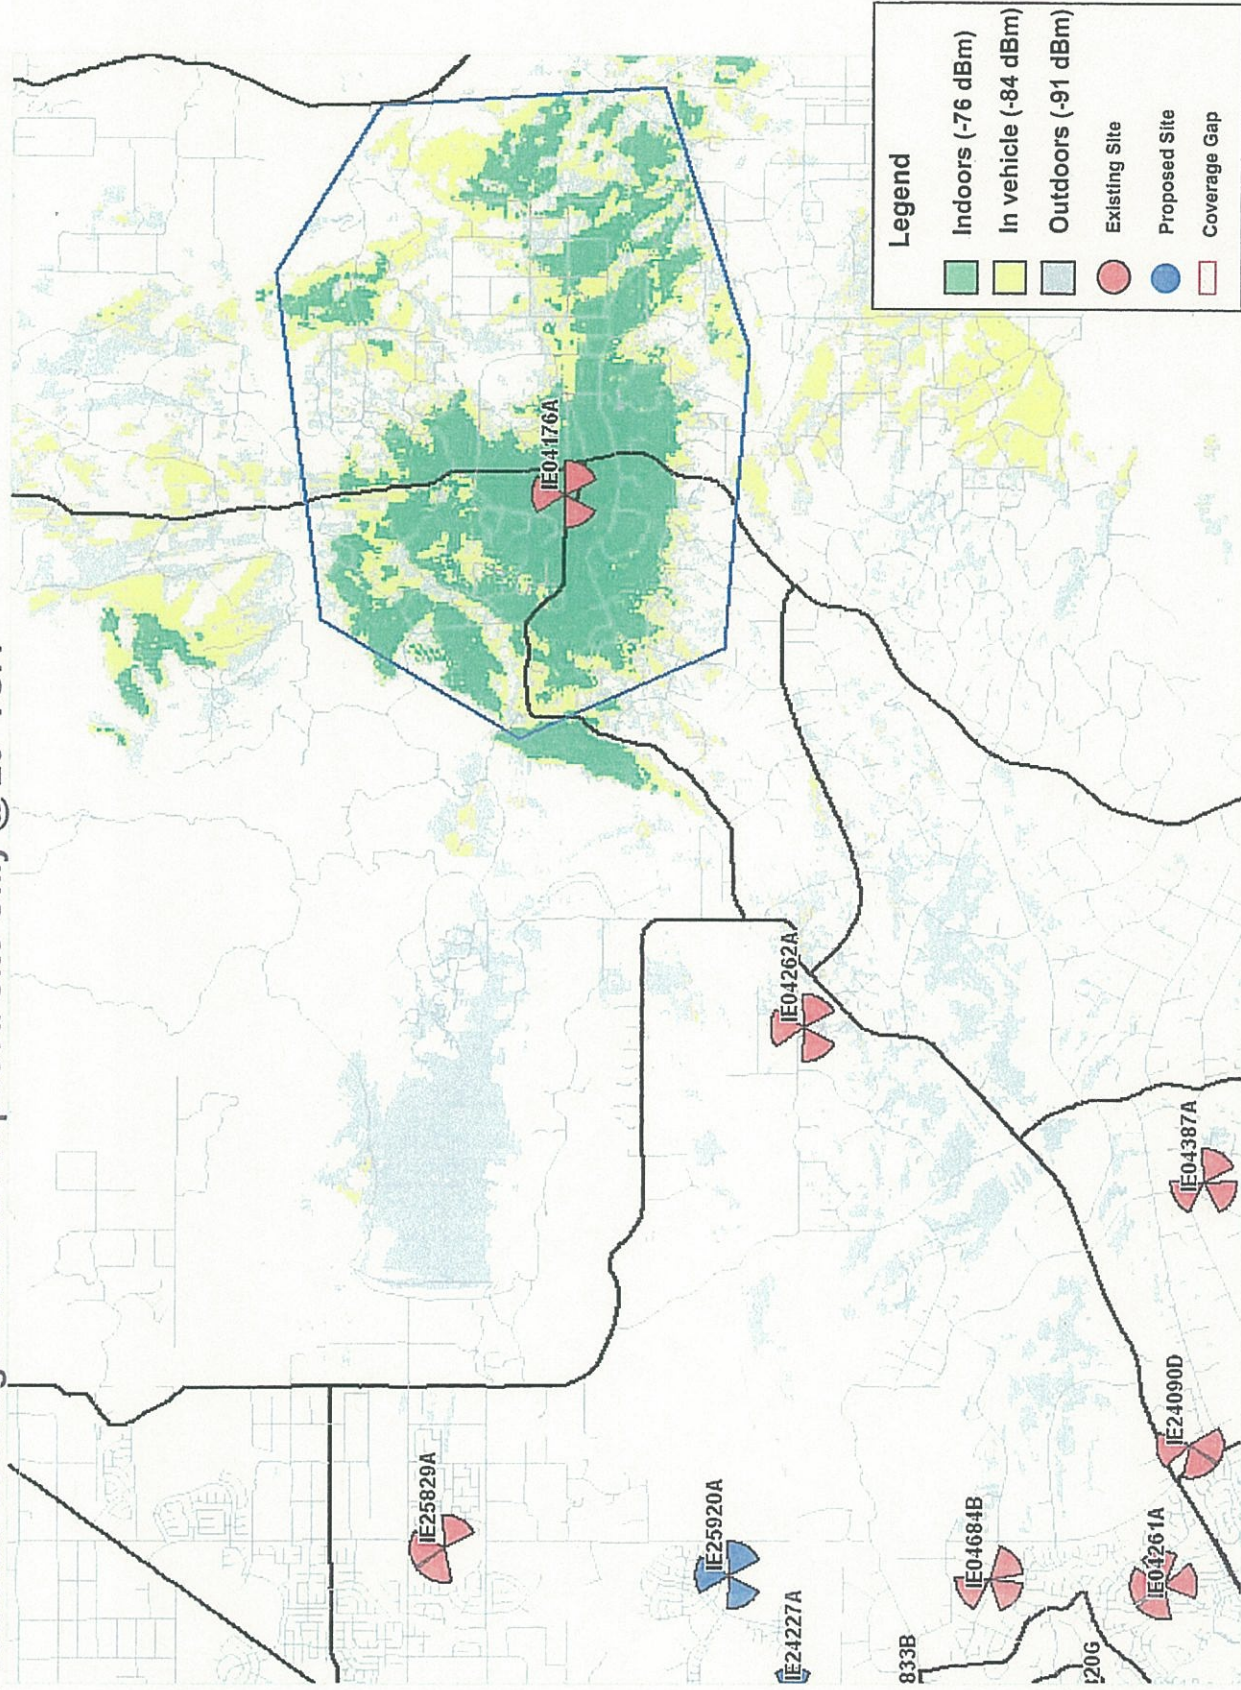 IE04176A
IE04262A
IE04387A
IE25829A
IE24090D
IE25920A
IE04684B
IE04261A
IE24227A
833B
20G
Legend
Indoors (-76 dBm)
In vehicle (-84 dBm)
Outdoors (-91 dBm)
Existing Site
Proposed Site
Coverage Gap